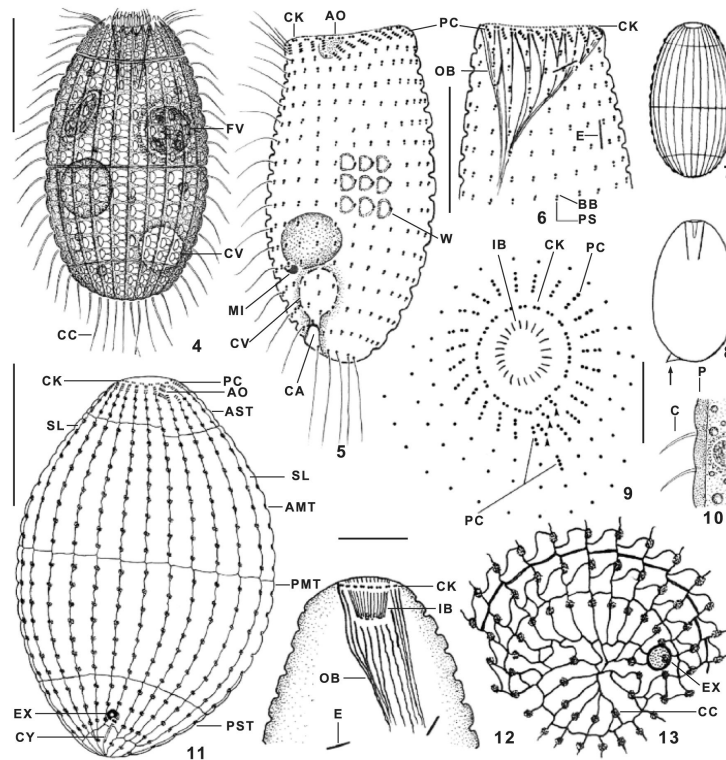 CK
AO
PC
CK
OB
FV
E
BB
PS
6
W
IB
CK
PC
CV
MI
CC
4
CV
CA
CK
PC
AO
AST
SL
5
P
C
SL
9
AMT
10
PC
PMT
CK
IB
OB
EX
EX
CC
E
PST
CY
11
12
13